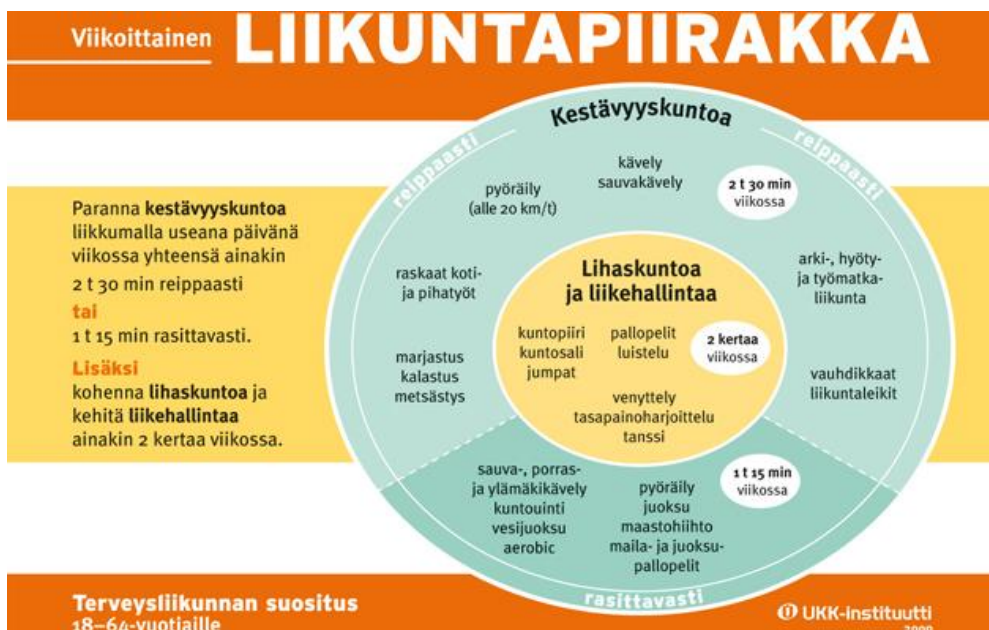 Viikoittainen LIIKUNTAPIIRAKKA
Paranna kestävyyskuntoa
liikkumalla useana päivänä
viikossa yhteensä ainakin
2 t 30 min reippaasti
tai
1 t 15 min rasittavasti.
Lisäksi
kohenna lihaskuntoa ja
kehitä liikehallintaa
ainakin 2 kertaa viikossa.
Kestävyyskuntoa
reippaasti
reippaasti
kävely
sauvakävely
2 t 30 min
viikossa
pyöräily
(alle 20 km/t)
raskaat koti-
ja pihatyöt
arki-, hyöty-
ja työmatka-
liikunta
marjastus
kalastus
metsästys
vauhdikkaat
liikuntaleikit
Lihaskuntoa
ja liikehallintaa
kuntopiiri
kuntosali
jumpat
pallopelit
luistelu
2 kertaa
viikossa
venyttely
tasapainoharjoittelu
tanssi
sauva-, porras-
ja ylämäkikävely
kuntouinti
vesijuoksu
aerobic
pyöräily
juoksu
maastohiihto
maila- ja juoksu-
pallopelit
1 t 15 min
viikossa
rasittavasti
Terveysliikunnan suositus
18–64-vuotiaille
UKK-instituutti
2009